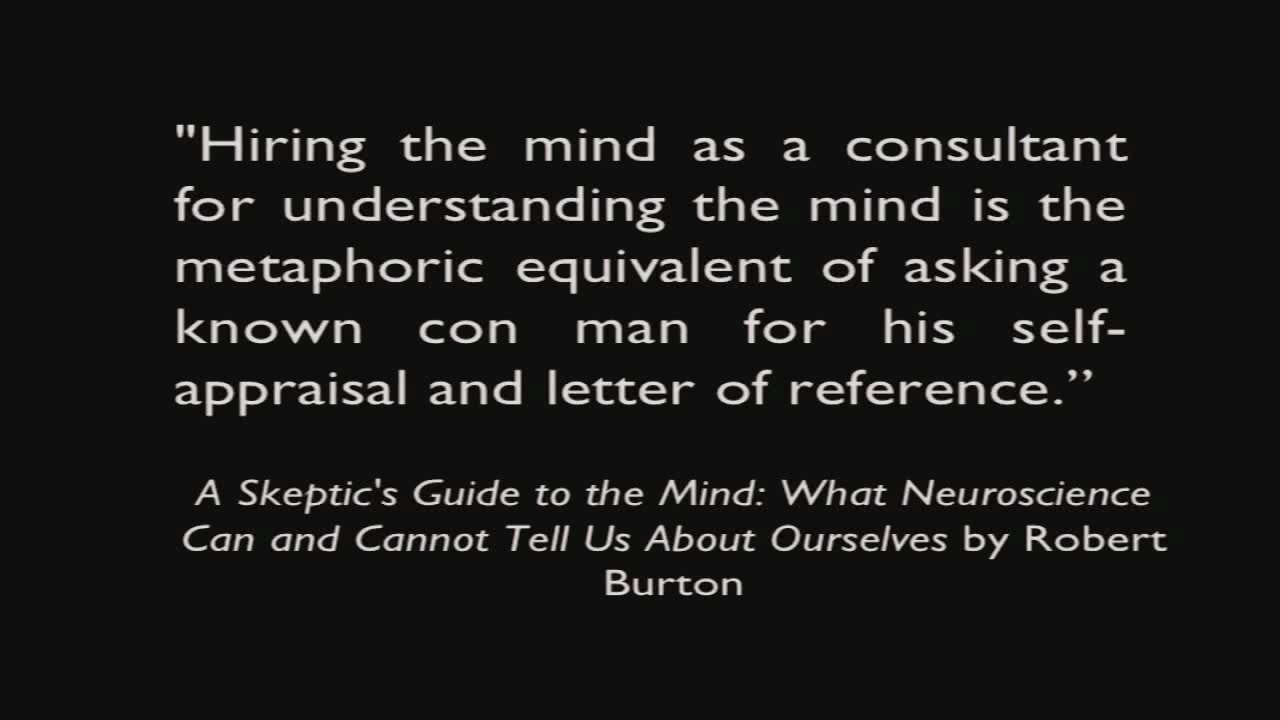 "Hiring the mind as a consultant
for understanding the mind is the
metaphoric equivalent of asking a
known con man for his self-
appraisal and letter of reference.”
A Skeptic's Guide to the Mind: What Neuroscience
Can and Cannot Tell Us About Ourselves by Robert
Burton